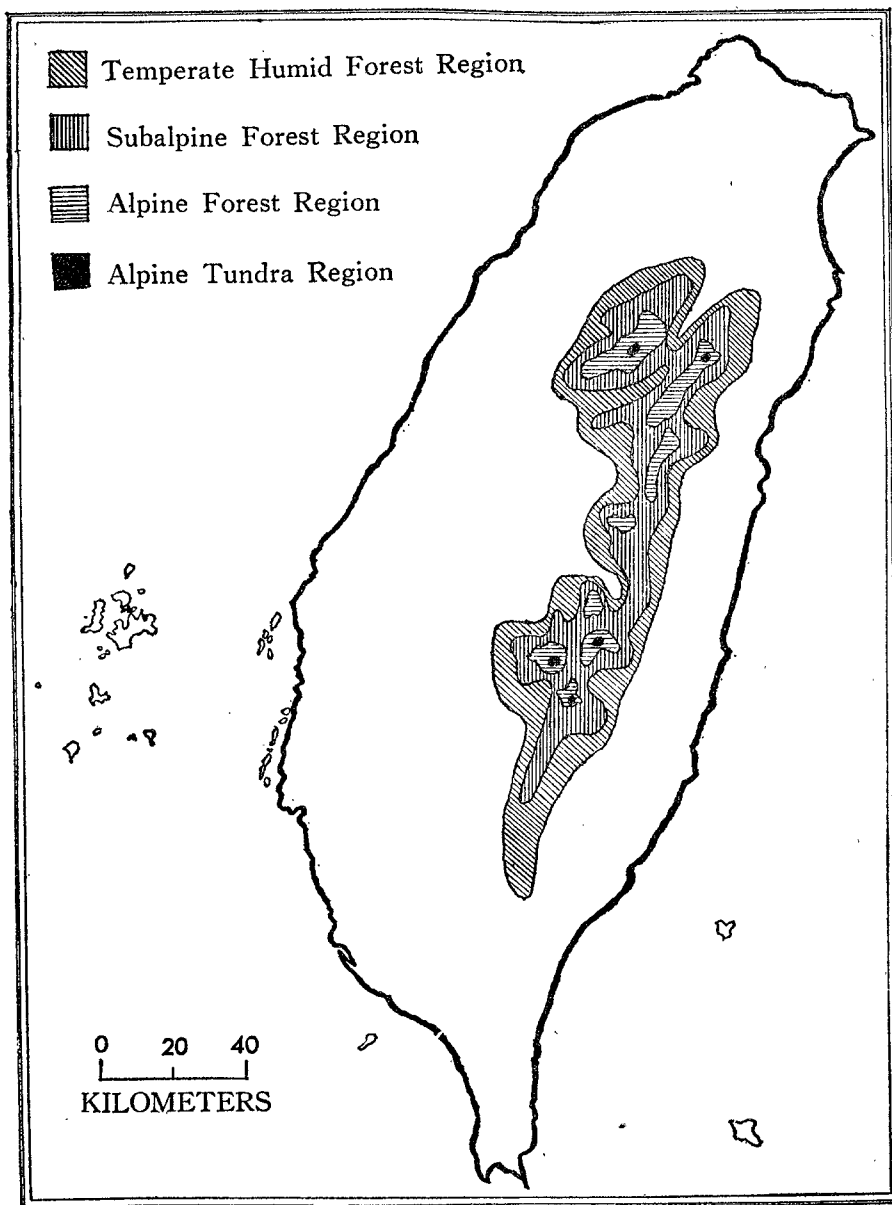 Temperate Humid Forest Region
Subalpine Forest Region
Alpine Forest Region
Alpine Tundra Region
0 20 40
KILOMETERS